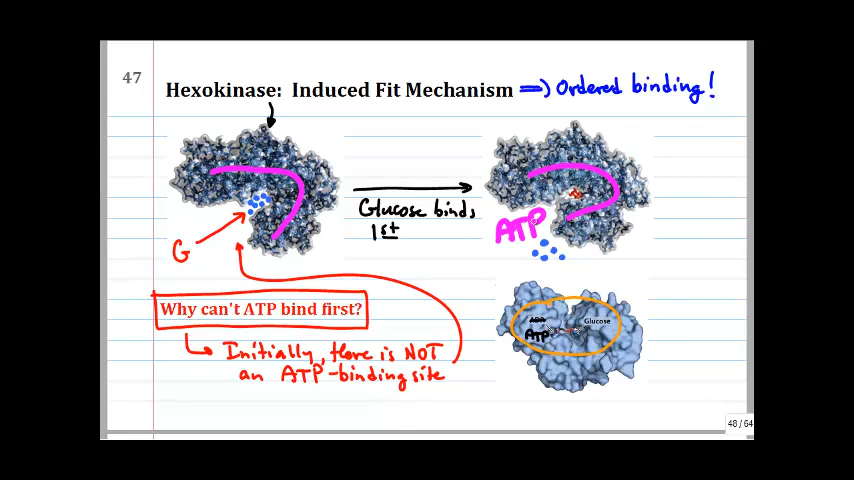 47
Hexokinase: Induced Fit Mechanism => Ordered binding!
Glucose binds
1st
ATP
G
Why can't ATP bind first?
Initially, there is NOT
an ATP-binding site
ADP
Glucose
ATP
48 / 64